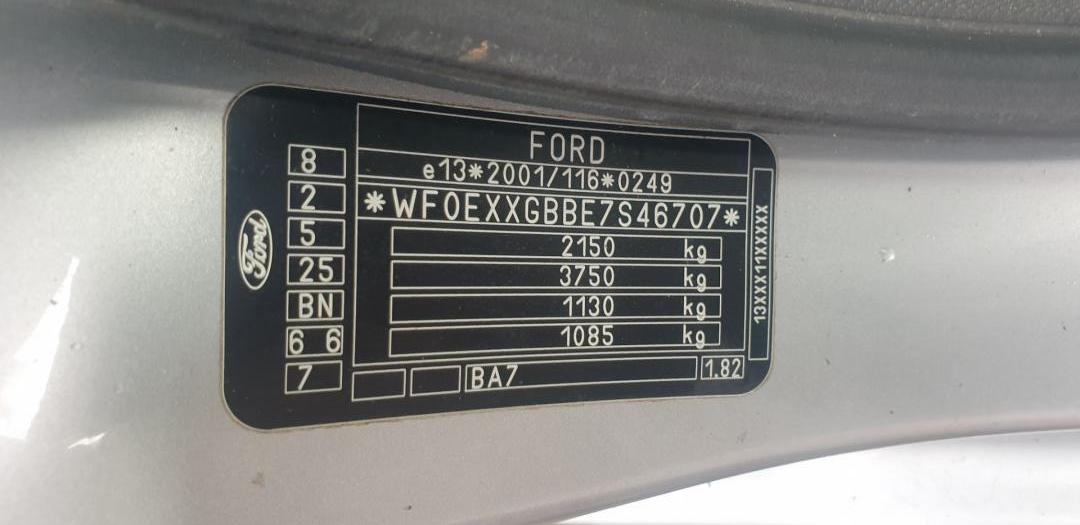 FORD
e13*2001/116*0249
*WF0EXXGBBE7S46707*
2150 kg
3750 kg
1130 kg
1085 kg
BA7 1.82
8
2
5
25
BN
6 6
7
Ford
13XXX11XXXXX